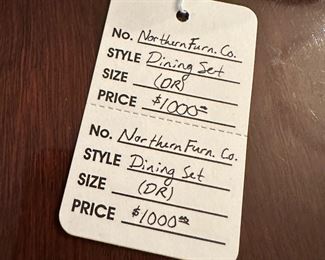 No. Northern Furn. Co.
STYLE Dining Set
SIZE (DR)
PRICE $1000.00
No. Northern Furn. Co.
STYLE Dining Set
SIZE (DR)
PRICE $1000.00